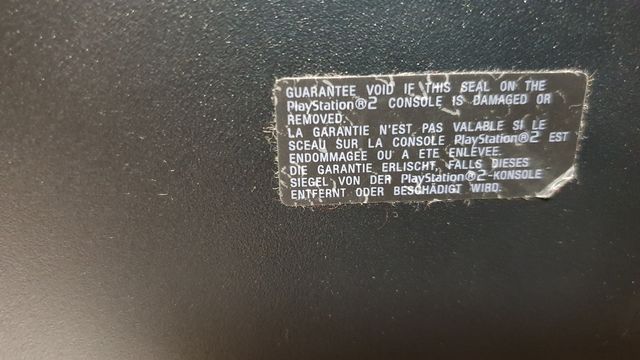 GUARANTEE VOID IF THIS SEAL ON THE
PlayStation®2 CONSOLE IS DAMAGED OR
REMOVED.
LA GARANTIE N'EST PAS VALABLE SI LE
SCEAU SUR LA CONSOLE PlayStation®2 EST
ENDOMMAGEE OU A ETE ENLEVEE.
DIE GARANTIE ERLISCHT, FALLS DIESES
SIEGEL VON DER PlayStation®2-KONSOLE
ENTFERNT ODER BESCHÄDIGT WIRD.